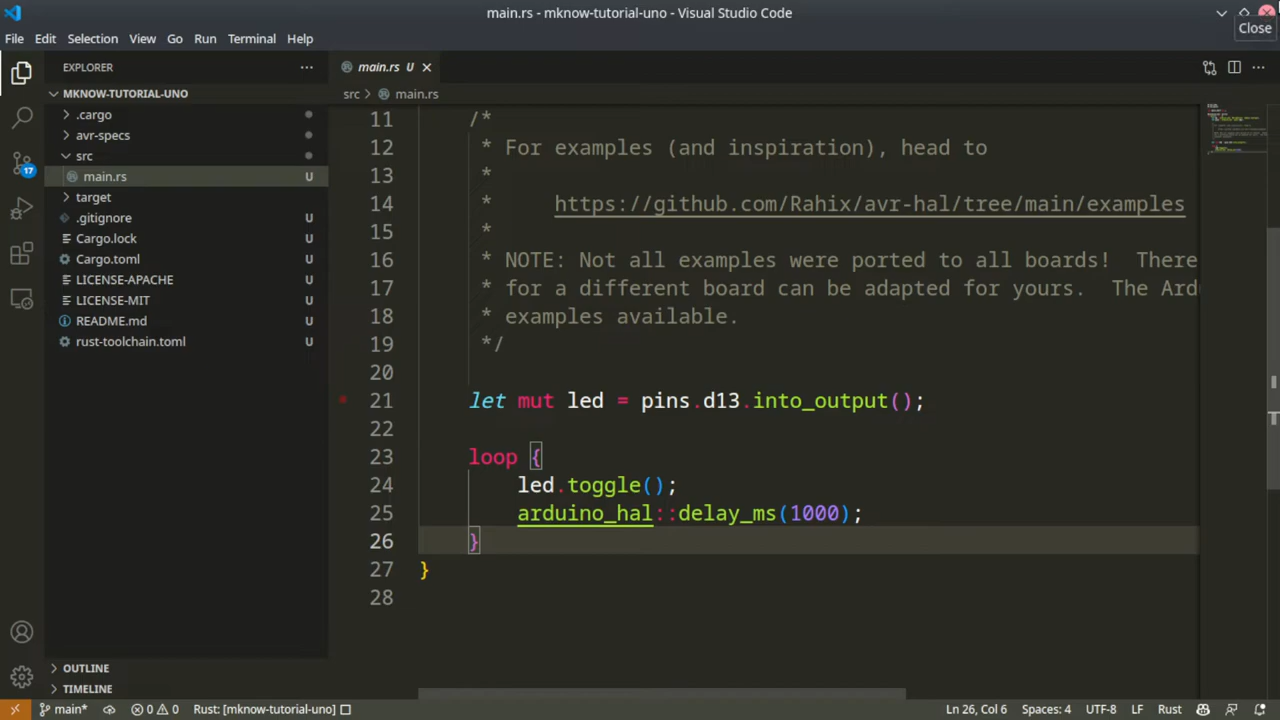 main.rs - mknow-tutorial-uno - Visual Studio Code
Close
File Edit Selection View Go Run Terminal Help
EXPLORER
MKNOW-TUTORIAL-UNO
.cargo
avr-specs
src
main.rs U
target
.gitignore U
Cargo.lock U
Cargo.toml U
LICENSE-APACHE U
LICENSE-MIT U
README.md U
rust-toolchain.toml U
OUTLINE
TIMELINE
17
main.rs U
src > main.rs
11 /*
12 * For examples (and inspiration), head to
13 *
14 * https://github.com/Rahix/avr-hal/tree/main/examples
15 *
16 * NOTE: Not all examples were ported to all boards! There
17 * for a different board can be adapted for yours. The Ard
18 * examples available.
19 */
20
21 let mut led = pins.d13.into_output();
22
23 loop {
24 led.toggle();
25 arduino_hal::delay_ms(1000);
26 }
27 }
28
main* 0 0 Rust: [mknow-tutorial-uno] Ln 26, Col 6 Spaces: 4 UTF-8 LF Rust